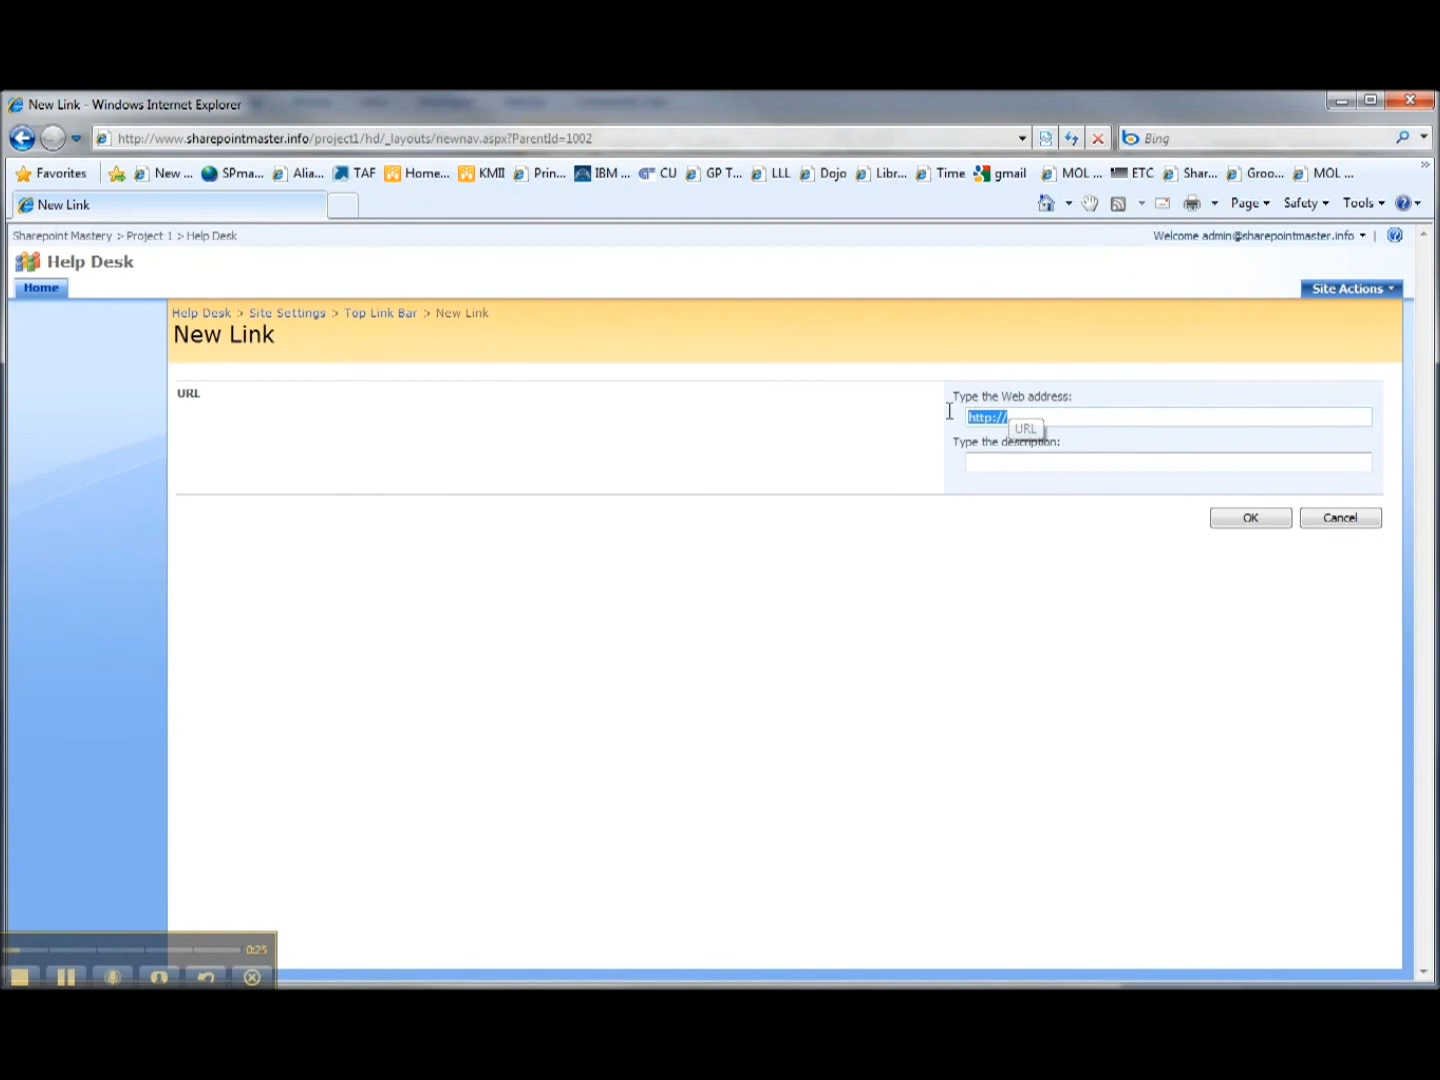 New Link - Windows Internet Explorer
http://www.sharepointmaster.info/project1/hd/_layouts/newnav.aspx?ParentId=1002
Bing
Favorites New ... SPma... Alia... TAF Home... KMII Prin... IBM ... CU GP T... LLL Dojo Libr... Time gmail MOL ... ETC Shar... Groo... MOL ...
New Link
Page Safety Tools
Sharepoint Mastery > Project 1 > Help Desk
Welcome admin@sharepointmaster.info
Help Desk
Home
Site Actions
Help Desk > Site Settings > Top Link Bar > New Link
New Link
URL
Type the Web address:
http://
URL
Type the description:
OK Cancel
0:25